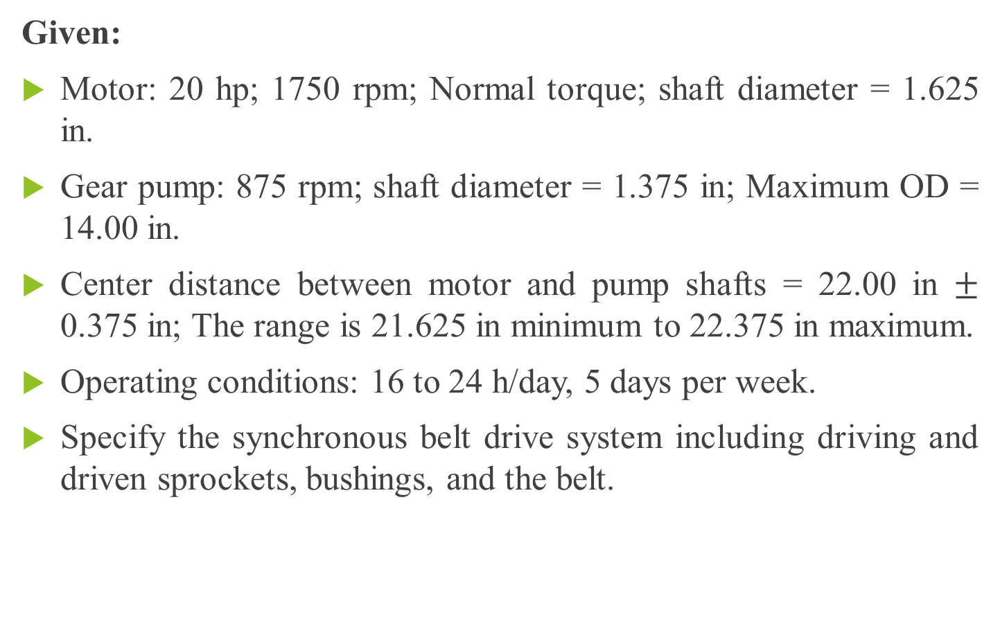 Given:
Motor: 20 hp; 1750 rpm; Normal torque; shaft diameter = 1.625
in.
Gear pump: 875 rpm; shaft diameter = 1.375 in; Maximum OD =
14.00 in.
Center distance between motor and pump shafts = 22.00 in ±
0.375 in; The range is 21.625 in minimum to 22.375 in maximum.
Operating conditions: 16 to 24 h/day, 5 days per week.
Specify the synchronous belt drive system including driving and
driven sprockets, bushings, and the belt.